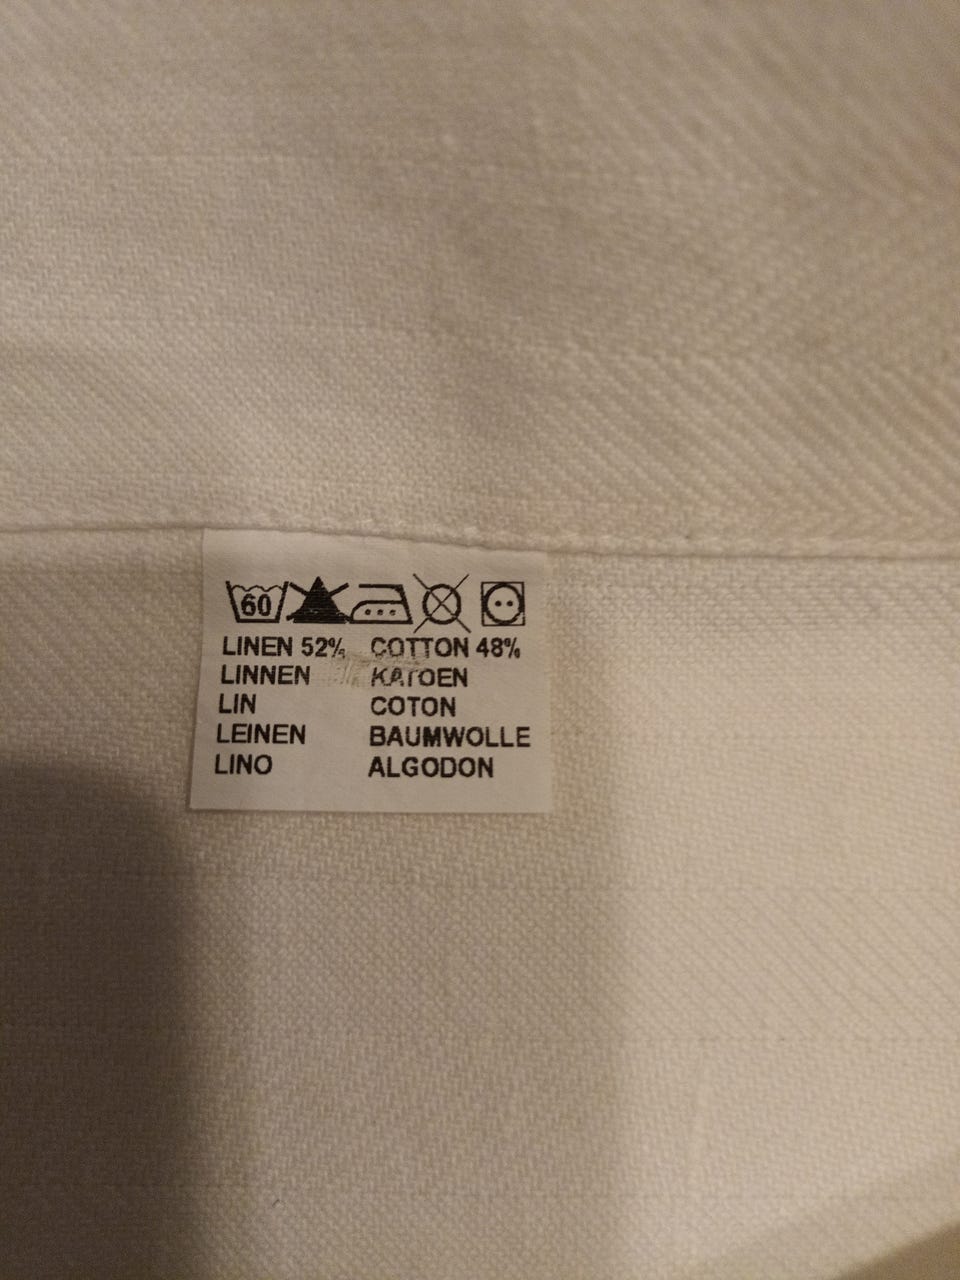 60
LINEN 52% COTTON 48%
LINNEN KATOEN
LIN COTON
LEINEN BAUMWOLLE
LINO ALGODON